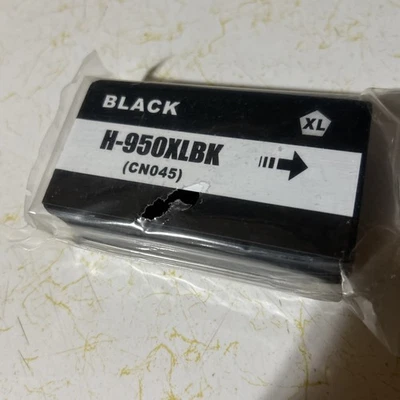 BLACK
XL
H-950XLBK
(CN045)